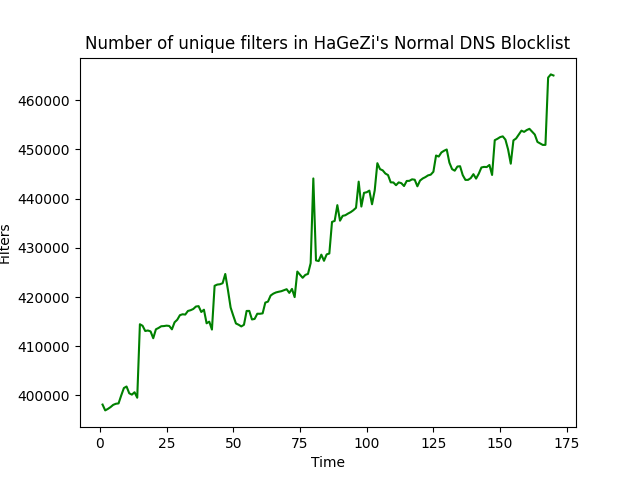 Number of unique filters in HaGeZi's Normal DNS Blocklist
460000
450000
440000
430000
420000
410000
400000
Filters
0 25 50 75 100 125 150 175
Time